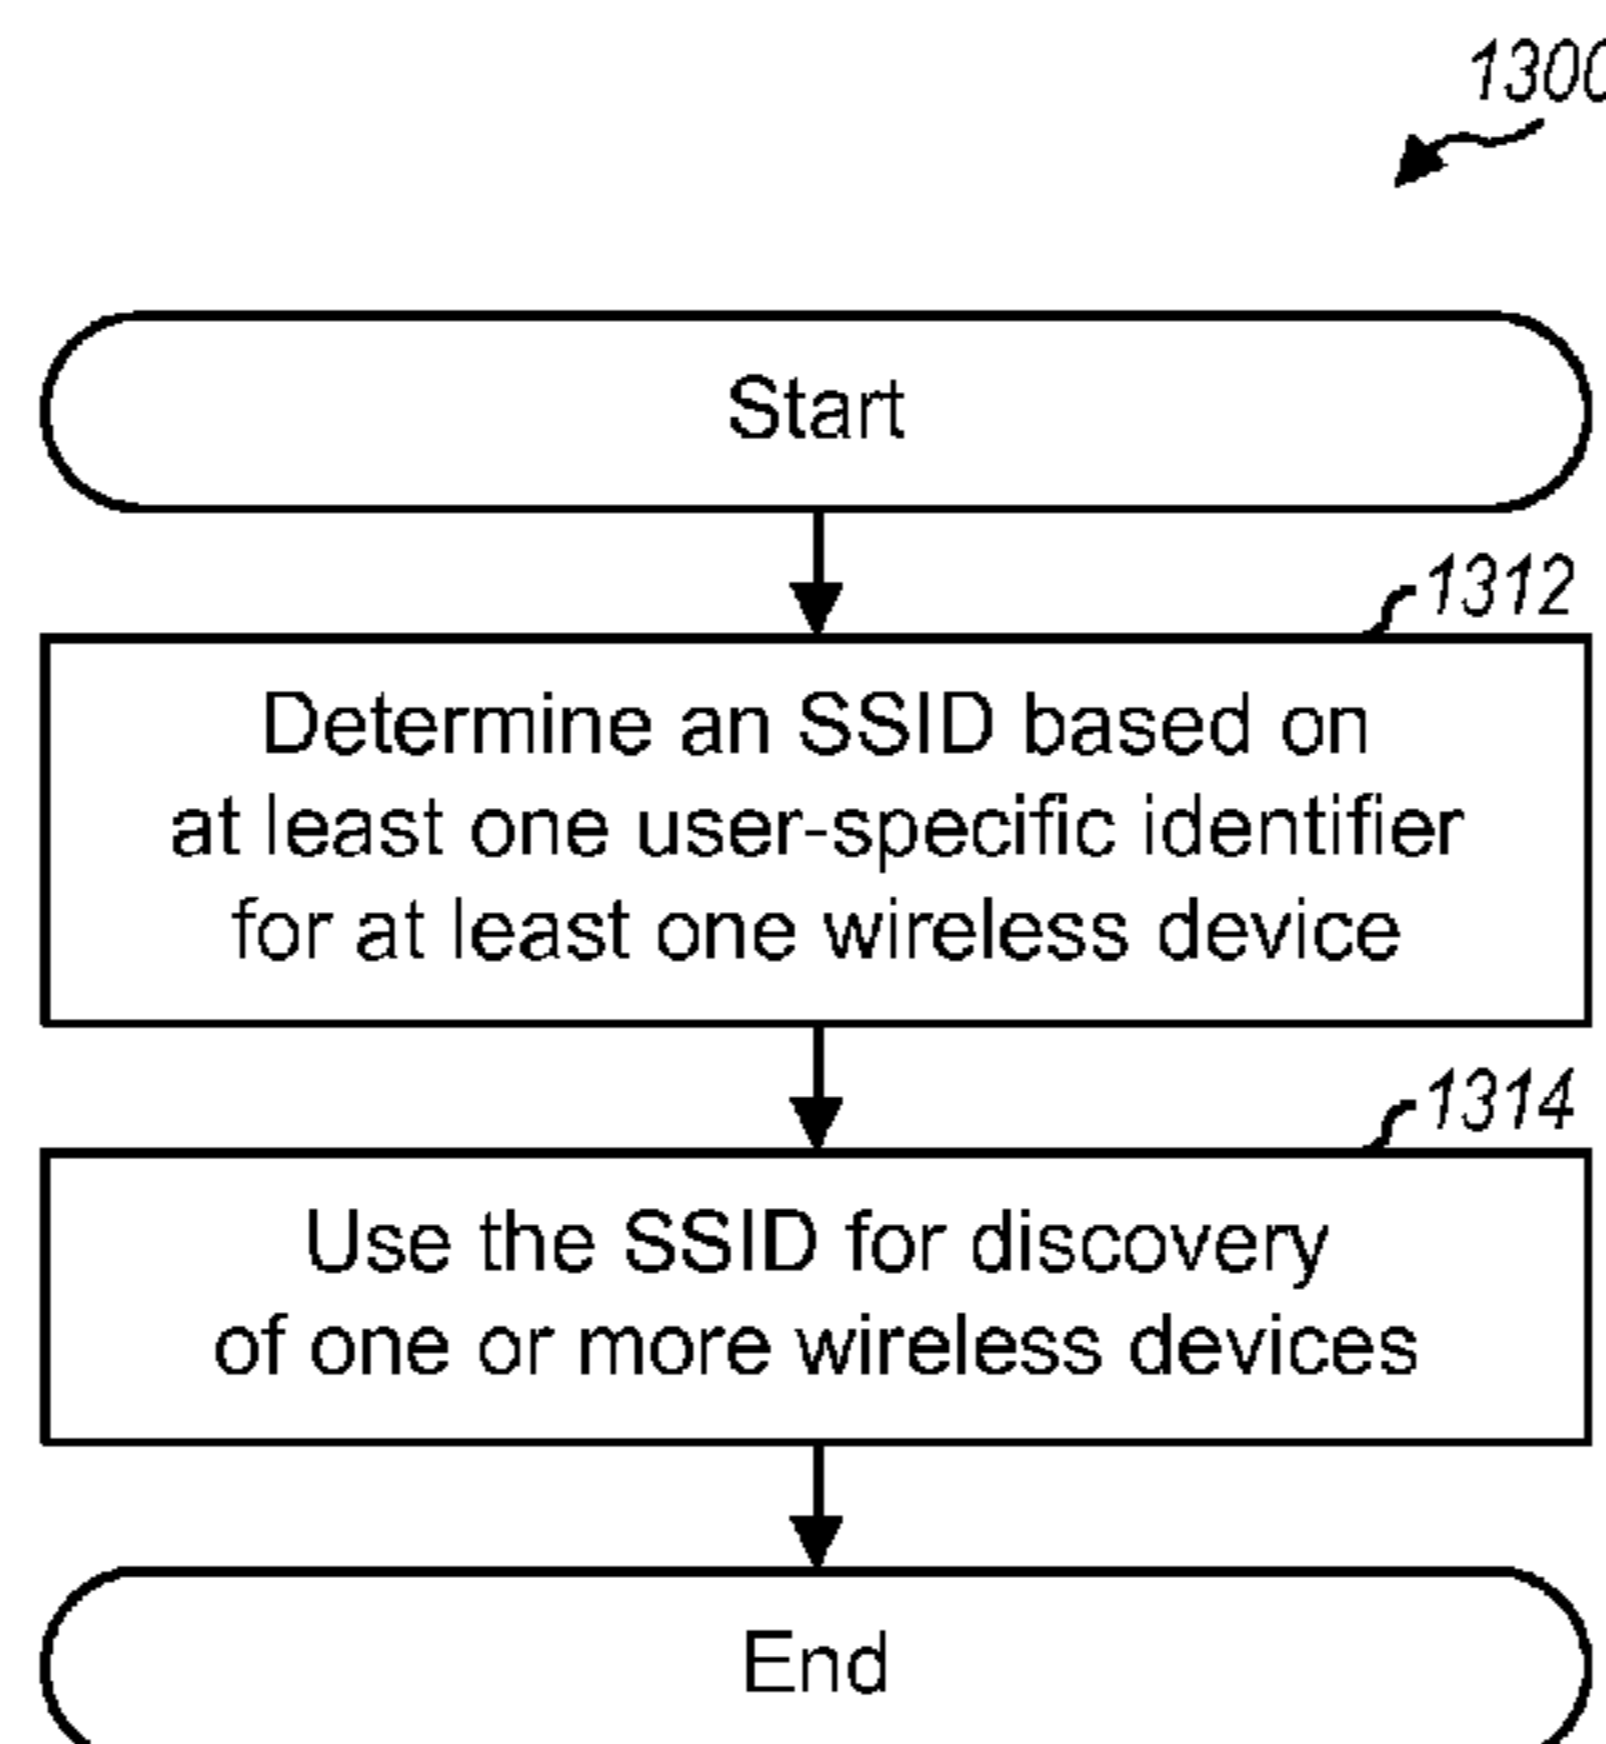 1300
Start
1312
Determine an SSID based on
at least one user-specific identifier
for at least one wireless device
1314
Use the SSID for discovery
of one or more wireless devices
End